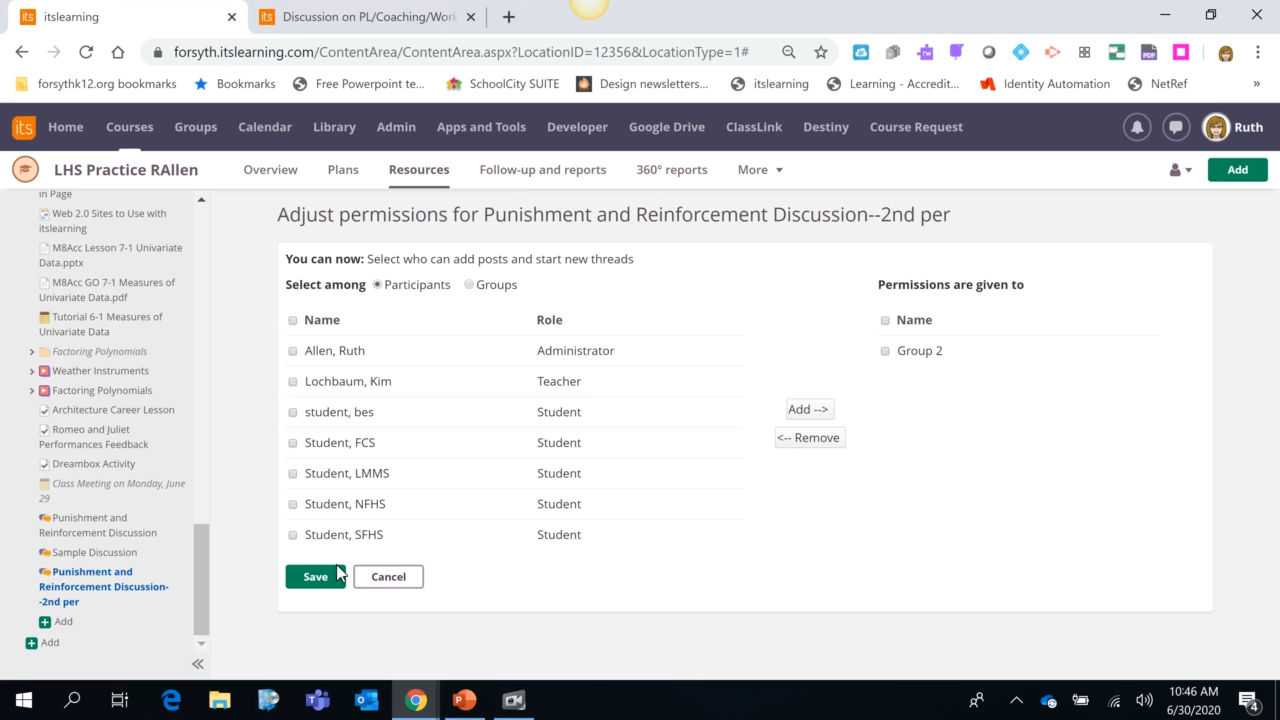 its itslearning
its Discussion on PL/Coaching/Work
forsyth.itslearning.com/ContentArea/ContentArea.aspx?LocationID=12356&LocationType=1#
forsythk12.org bookmarks Bookmarks Free Powerpoint te... SchoolCity SUITE Design newsletters... itslearning Learning - Accredit... Identity Automation NetRef »
its Home Courses Groups Calendar Library Admin Apps and Tools Developer Google Drive ClassLink Destiny Course Request Ruth
LHS Practice RAllen Overview Plans Resources Follow-up and reports 360° reports More Add
in Page
Web 2.0 Sites to Use with
itslearning
M8Acc Lesson 7-1 Univariate
Data.pptx
M8Acc GO 7-1 Measures of
Univariate Data.pdf
Tutorial 6-1 Measures of
Univariate Data
Factoring Polynomials
Weather Instruments
Factoring Polynomials
Architecture Career Lesson
Romeo and Juliet
Performances Feedback
Dreambox Activity
Class Meeting on Monday, June
29
Punishment and
Reinforcement Discussion
Sample Discussion
Punishment and
Reinforcement Discussion-
-2nd per
Add
Add
Adjust permissions for Punishment and Reinforcement Discussion--2nd per
You can now: Select who can add posts and start new threads
Select among Participants Groups
Name Role
Allen, Ruth Administrator
Lochbaum, Kim Teacher
student, bes Student
Student, FCS Student
Student, LMMS Student
Student, NFHS Student
Student, SFHS Student
Save Cancel
Add -->
<-- Remove
Permissions are given to
Name
Group 2
10:46 AM
6/30/2020
4